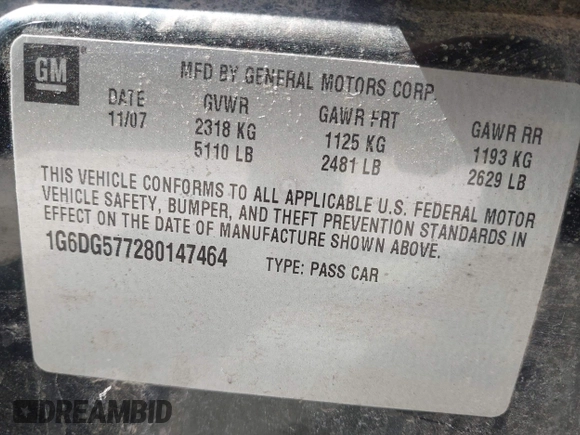 GM
MFD BY GENERAL MOTORS CORP.
DATE GVWR GAWR FRT GAWR RR
11/07 2318 KG 1125 KG 1193 KG
5110 LB 2481 LB 2629 LB
THIS VEHICLE CONFORMS TO ALL APPLICABLE U.S. FEDERAL MOTOR
VEHICLE SAFETY, BUMPER, AND THEFT PREVENTION STANDARDS IN
EFFECT ON THE DATE OF MANUFACTURE SHOWN ABOVE.
1G6DG577280147464 TYPE: PASS CAR
DREAMBID